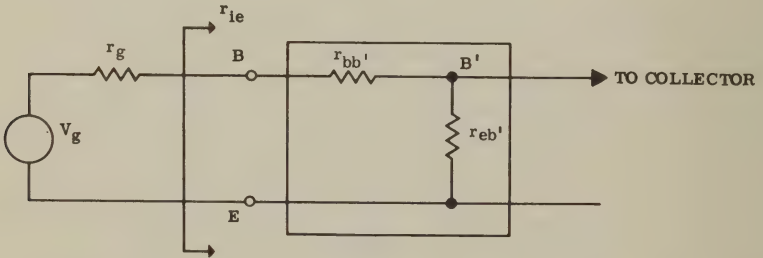 r_ie
r_g
B
r_bb'
B'
TO COLLECTOR
V_g
r_eb'
E